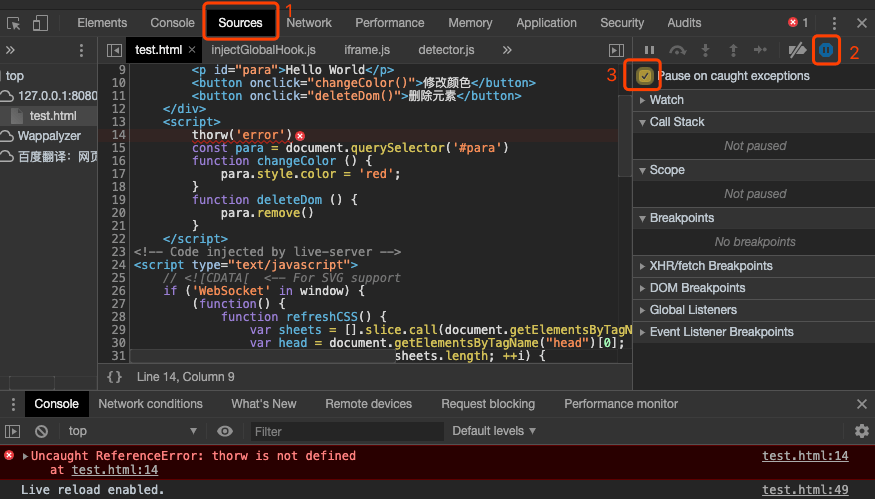 Elements Console Sources 1 Network Performance Memory Application Security Audits 1
test.html injectGlobalHook.js iframe.js detector.js 2
top
127.0.0.1:8080
test.html
Wappalyzer
百度翻译：网页
9 <p id="para">Hello World</p>
10 <button onclick="changeColor()">修改颜色</button>
11 <button onclick="deleteDom()">删除元素</button>
12 </div>
13 <script>
14 thorw('error')
15 const para = document.querySelector('#para')
16 function changeColor () {
17 para.style.color = 'red';
18 }
19 function deleteDom () {
20 para.remove()
21 }
22 </script>
23 <!-- Code injected by live-server -->
24 <script type="text/javascript">
25 // <![CDATA[ <-- For SVG support
26 if ('WebSocket' in window) {
27 (function() {
28 function refreshCSS() {
29 var sheets = [].slice.call(document.getElementsByTagN
30 var head = document.getElementsByTagName("head")[0];
31 sheets.length; ++i) {
{} Line 14, Column 9
3 Pause on caught exceptions
Watch
Call Stack
Not paused
Scope
Not paused
Breakpoints
No breakpoints
XHR/fetch Breakpoints
DOM Breakpoints
Global Listeners
Event Listener Breakpoints
Console Network conditions What's New Remote devices Request blocking Performance monitor
top Filter Default levels
Uncaught ReferenceError: thorw is not defined test.html:14
at test.html:14
Live reload enabled. test.html:49